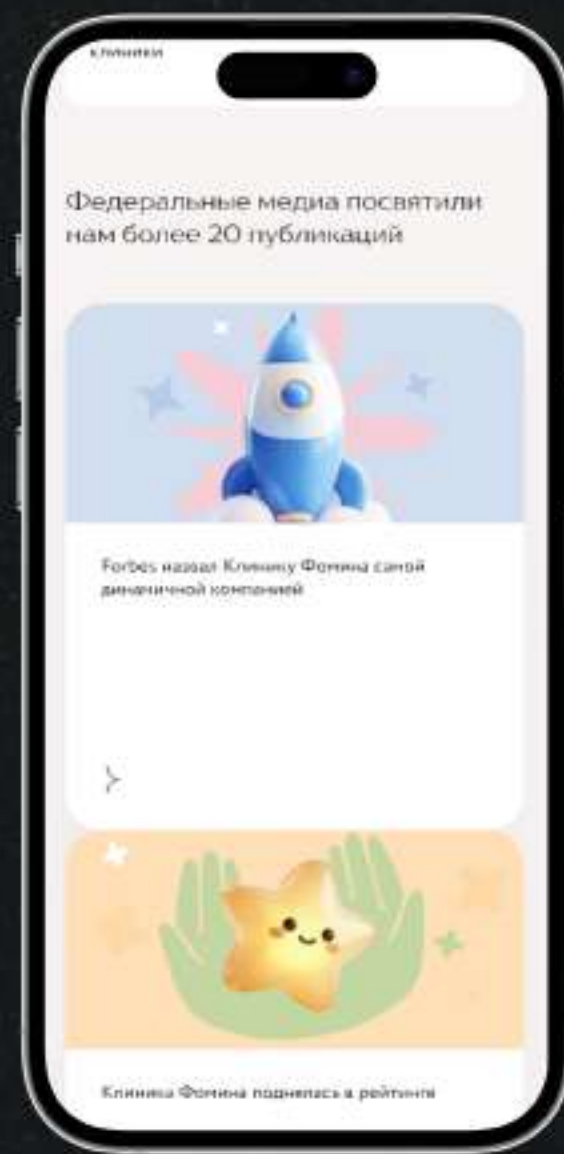 клиники
Федеральные медиа посвятили
нам более 20 публикаций
Forbes назвал Клинику Фомина самой
динамичной компанией
Клиника Фомина поднялась в рейтинге